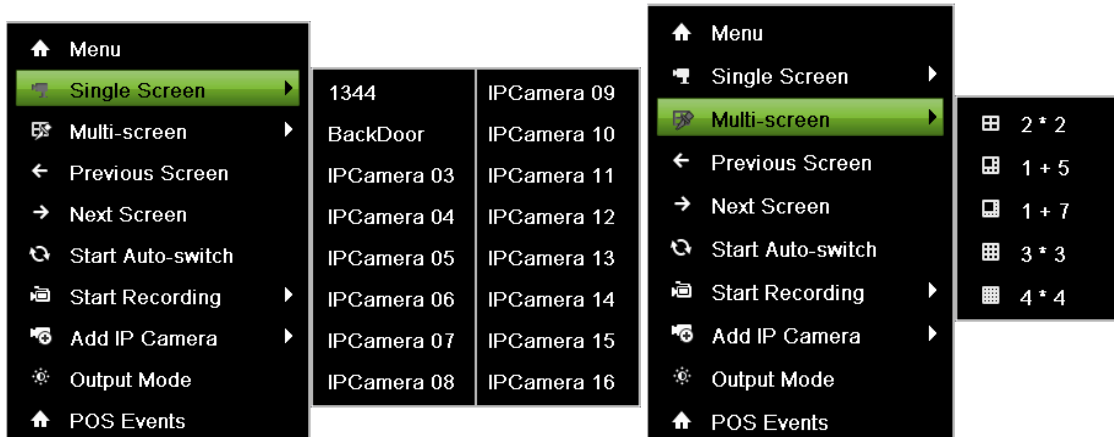 Menu
Single Screen
Multi-screen
Previous Screen
Next Screen
Start Auto-switch
Start Recording
Add IP Camera
Output Mode
POS Events
1344
BackDoor
IPCamera 03
IPCamera 04
IPCamera 05
IPCamera 06
IPCamera 07
IPCamera 08
IPCamera 09
IPCamera 10
IPCamera 11
IPCamera 12
IPCamera 13
IPCamera 14
IPCamera 15
IPCamera 16
Menu
Single Screen
Multi-screen
Previous Screen
Next Screen
Start Auto-switch
Start Recording
Add IP Camera
Output Mode
POS Events
2 * 2
1 + 5
1 + 7
3 * 3
4 * 4